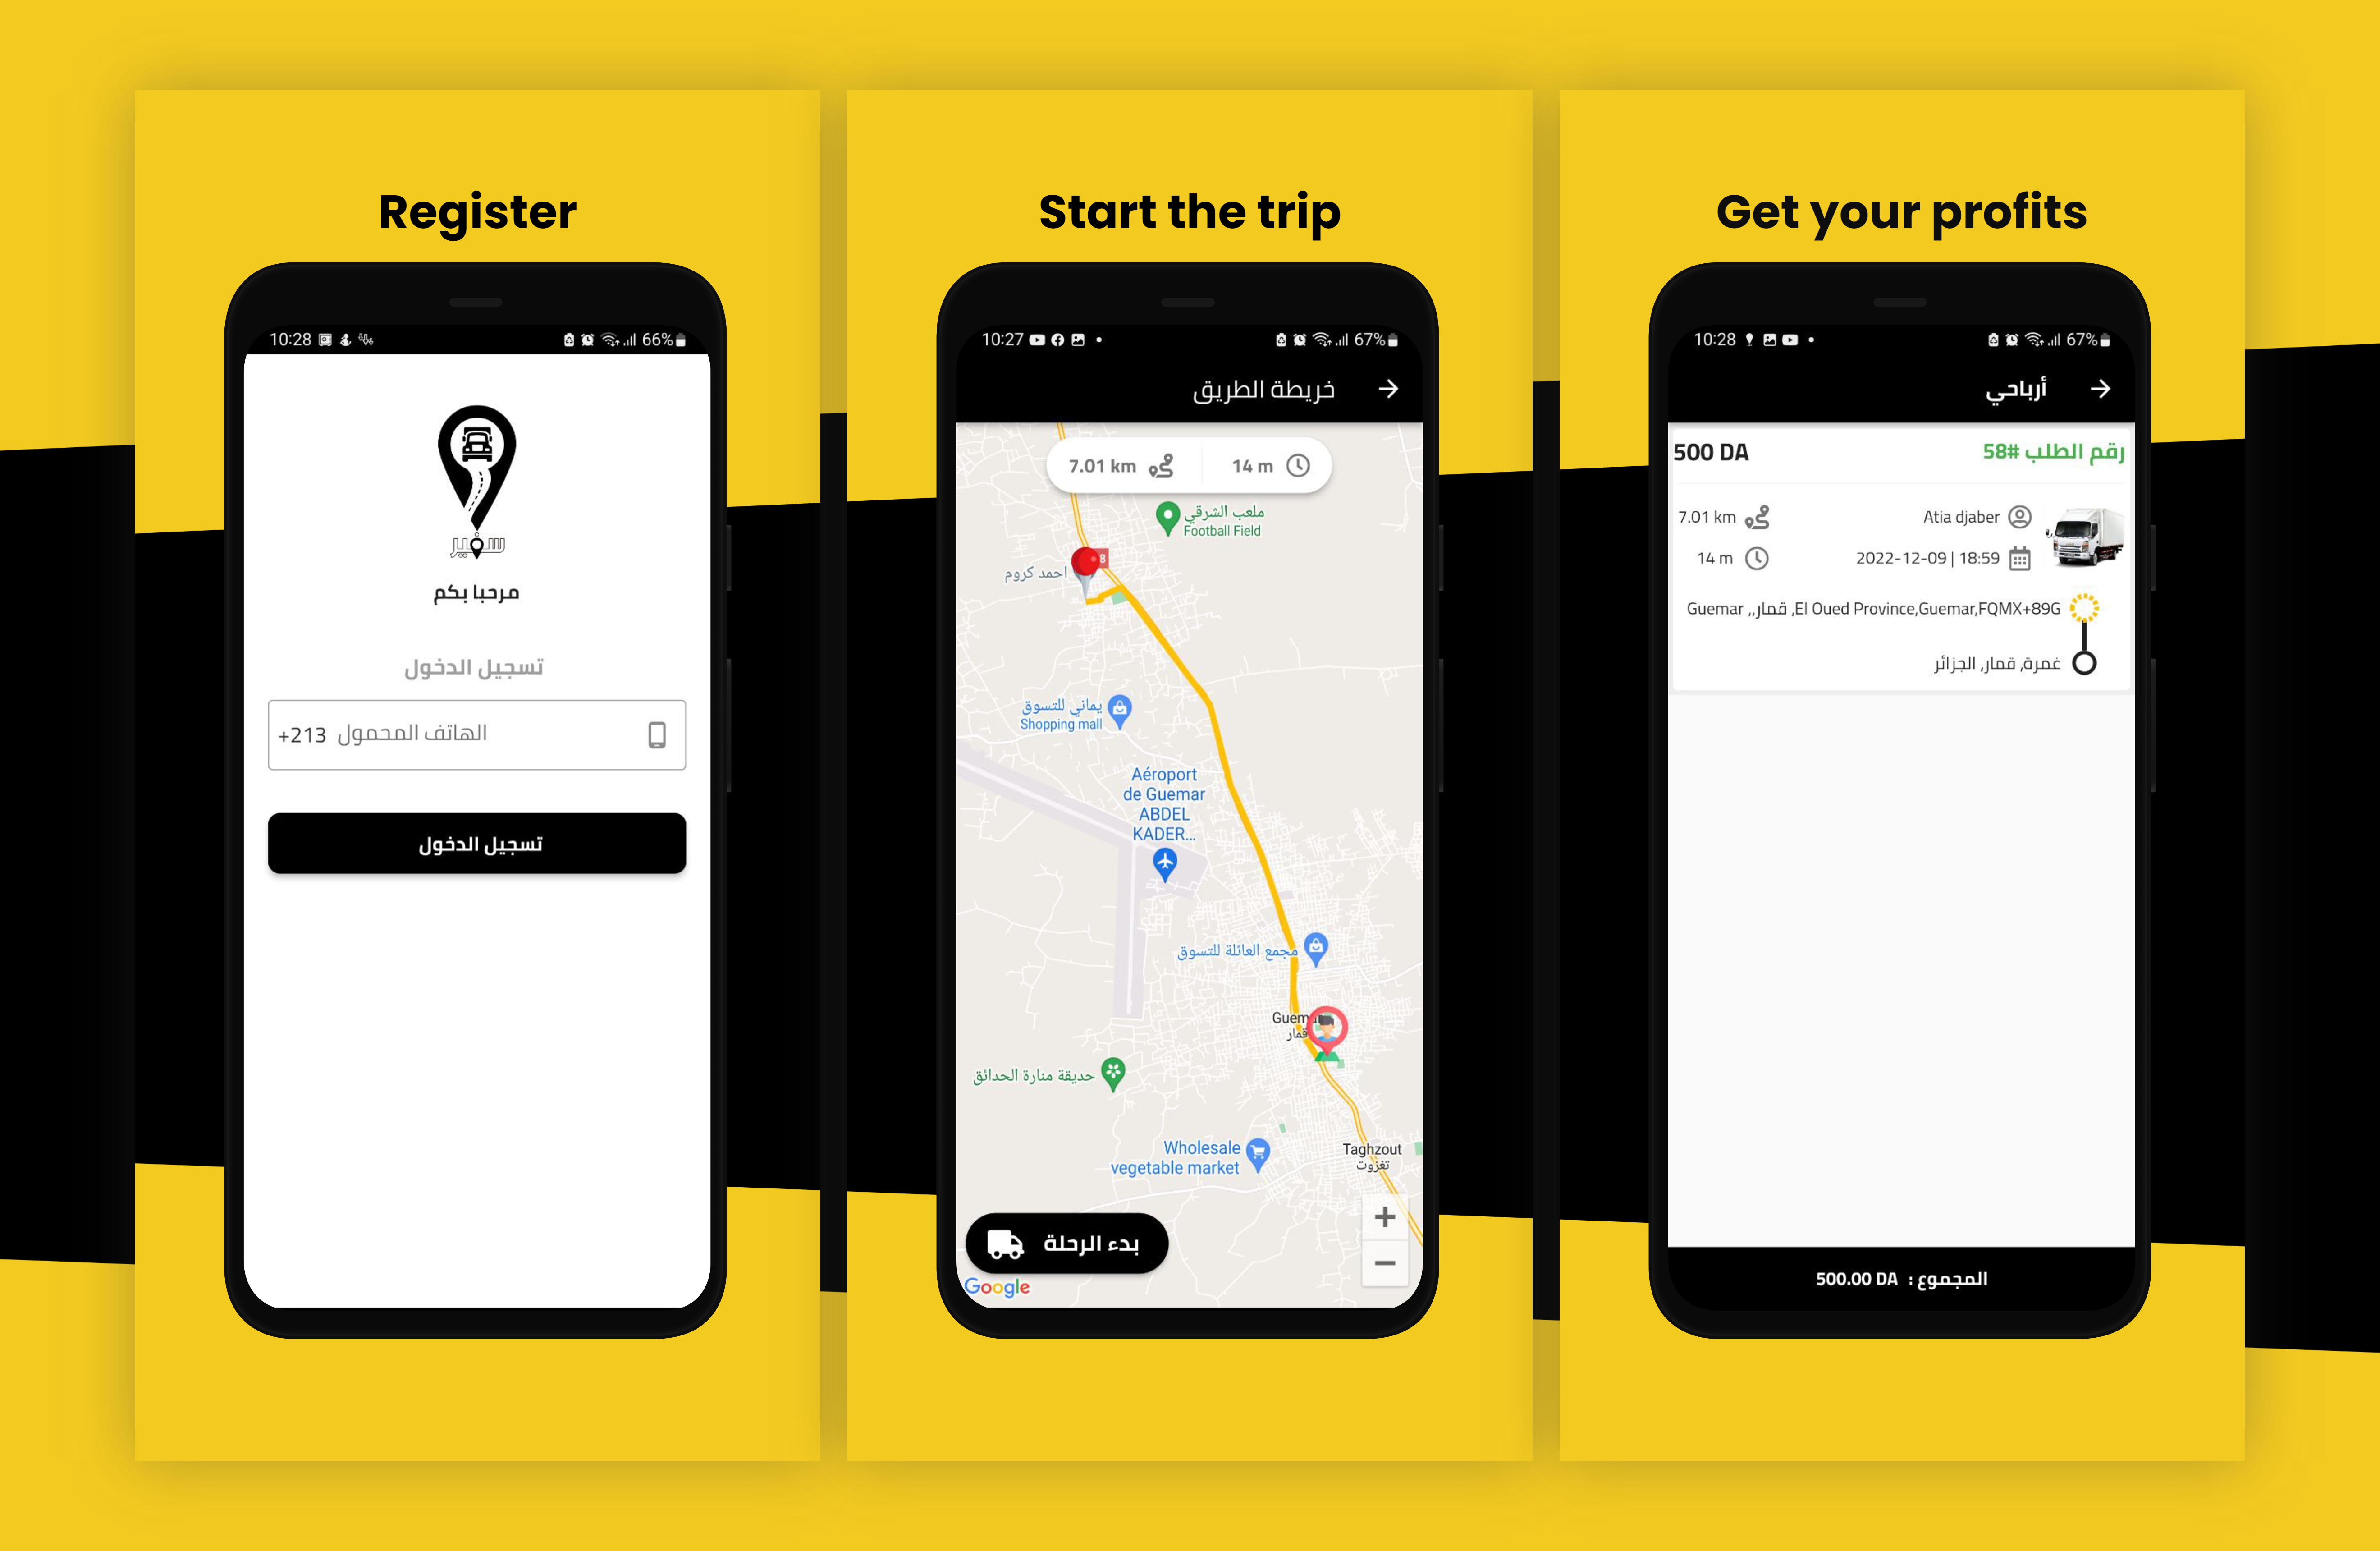 Register
10:28
66%
سفير
مرحبا بكم
تسجيل الدخول
الهاتف المحمول +213
تسجيل الدخول
Start the trip
10:27
67%
خريطة الطريق
7.01 km
14 m
ملعب الشرقي
Football Field
8
احمد كروم
يماني للتسوق
Shopping mall
Aéroport
de Guemar
ABDEL
KADER...
مجمع العائلة للتسوق
قمار
حديقة منارة الحدائق
Wholesale
vegetable market
Taghzout
تغزوت
+
−
بدء الرحلة
Google
Get your profits
10:28
67%
أرباحي
رقم الطلب #58
500 DA
Atia djaber
7.01 km
2022-12-09 | 18:59
14 m
Guemar ,,قمار ,El Oued Province,Guemar,FQMX+89G
غمرة, قمار, الجزائر
المجموع : 500.00 DA